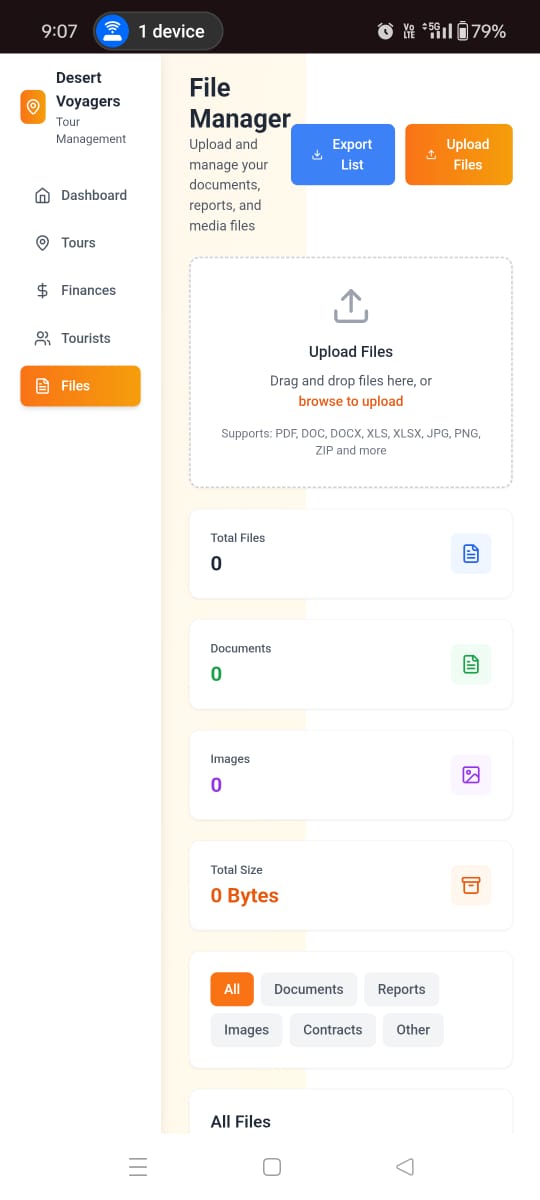 9:07
1 device
Vo
LTE
5G
79%
Desert
Voyagers
Tour
Management
Dashboard
Tours
Finances
Tourists
Files
File
Manager
Upload and
manage your
documents,
reports, and
media files
Export
List
Upload
Files
Upload Files
Drag and drop files here, or
browse to upload
Supports: PDF, DOC, DOCX, XLS, XLSX, JPG, PNG,
ZIP and more
Total Files
0
Documents
0
Images
0
Total Size
0 Bytes
All Documents Reports
Images Contracts Other
All Files